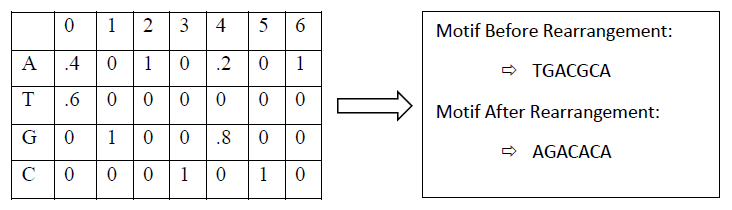 0 1 2 3 4 5 6
A .4 0 1 0 .2 0 1
T .6 0 0 0 0 0 0
G 0 1 0 0 .8 0 0
C 0 0 0 1 0 1 0
Motif Before Rearrangement:
⇨ TGACGCA
Motif After Rearrangement:
⇨ AGACACA